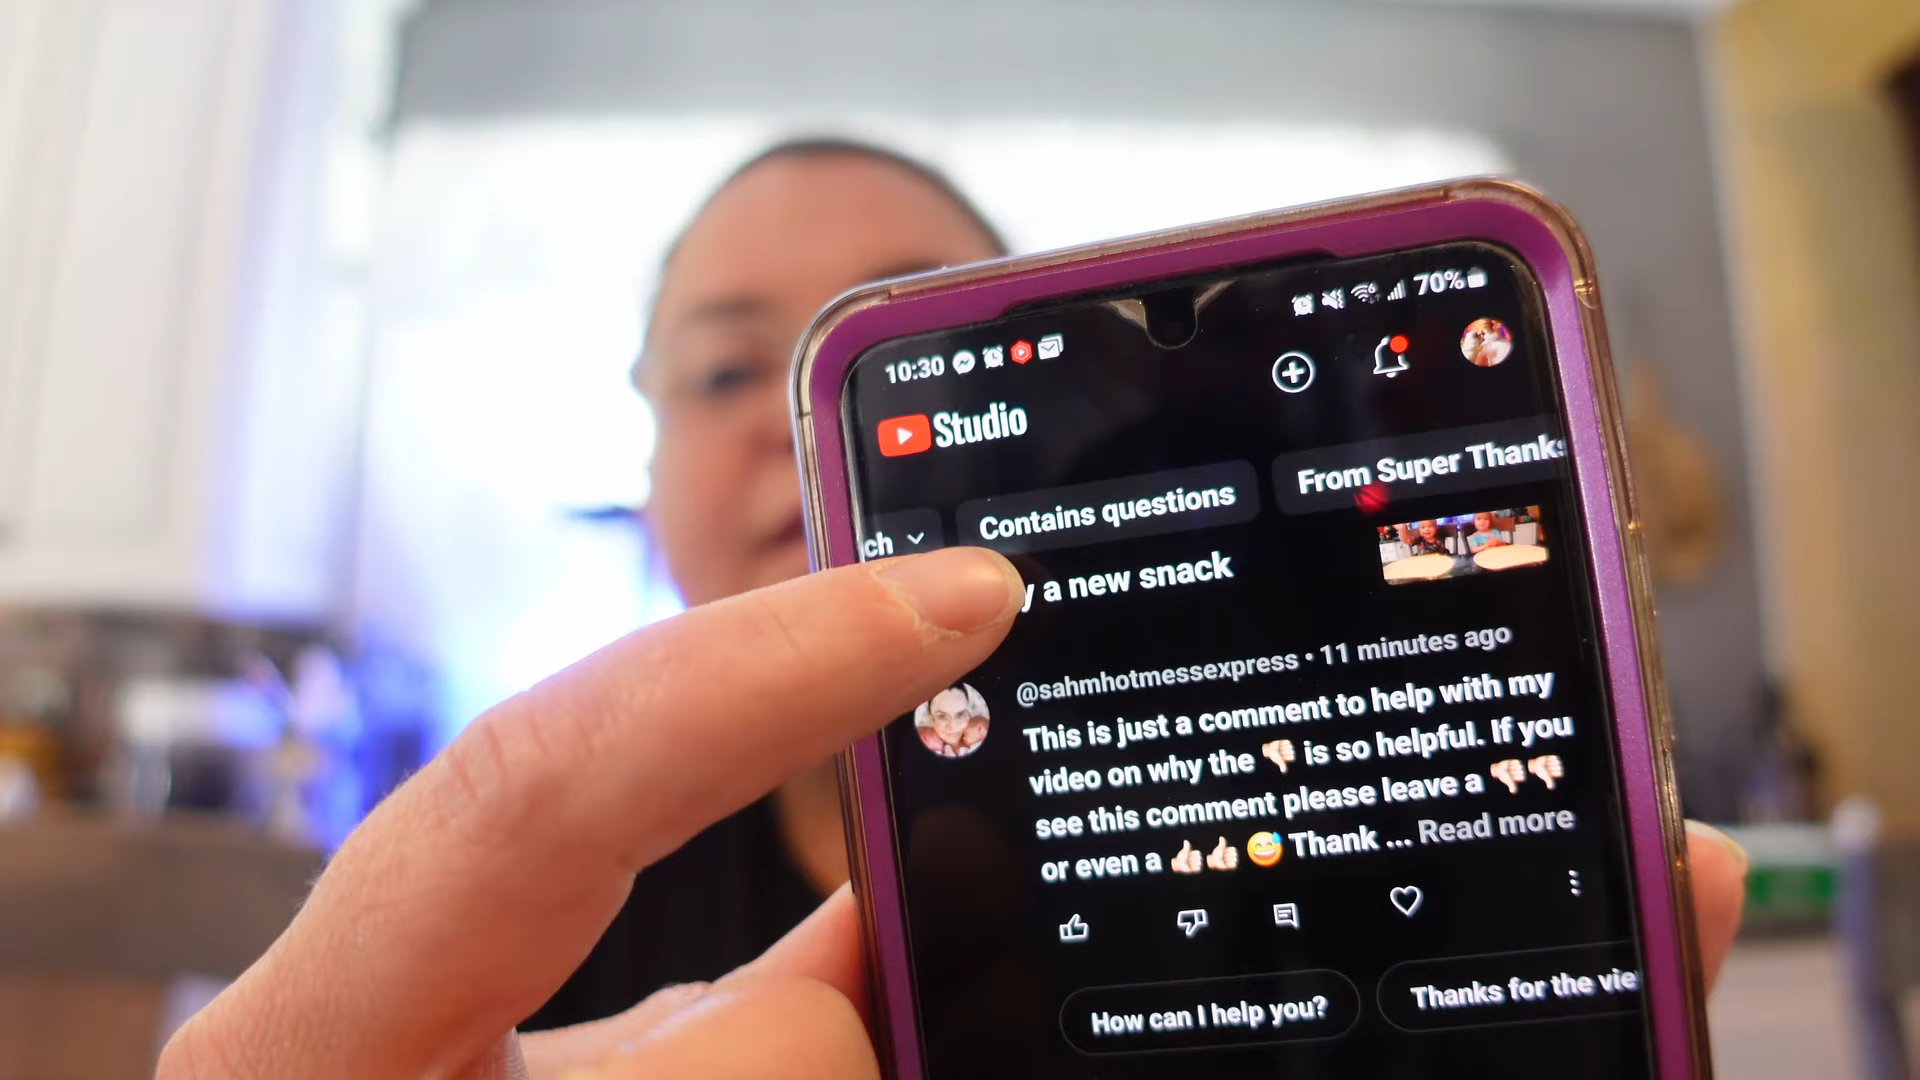 10:30
70%
Studio
ch
Contains questions
From Super Thanks
y a new snack
@sahmhotmessexpress • 11 minutes ago
This is just a comment to help with my
video on why the 👎🏻 is so helpful. If you
see this comment please leave a 👎🏻👎🏻
or even a 👍🏻👍🏻 😅 Thank ... Read more
How can I help you?
Thanks for the vie